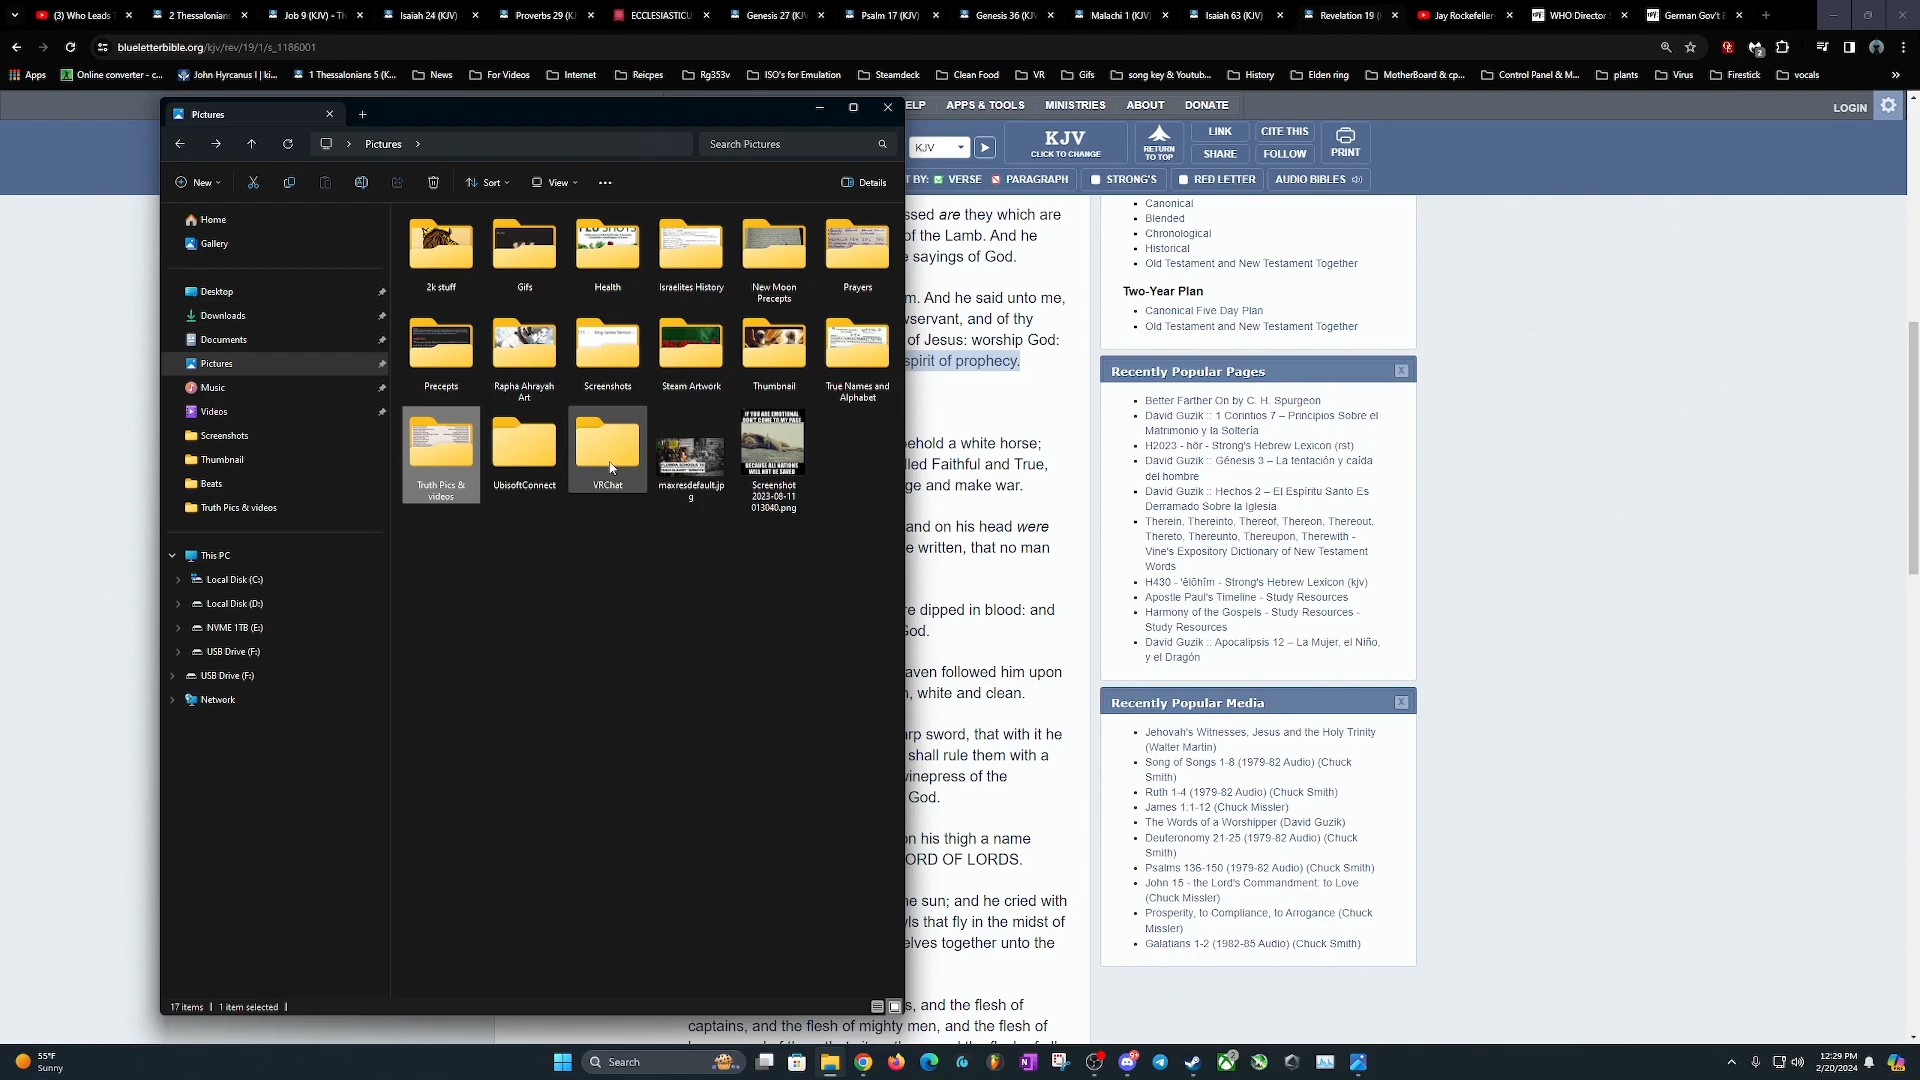 (3) Who Leads T
2 Thessalonians
Job 9 (KJV) - Th
Isaiah 24 (KJV)
Proverbs 29 (KJ
ECCLESIASTICU
Genesis 27 (KJV
Psalm 17 (KJV)
Genesis 36 (KJV
Malachi 1 (KJV)
Isaiah 63 (KJV)
Revelation 19 (
Jay Rockefeller
WHO Director
German Gov't E
blueletterbible.org/kjv/rev/19/1/s_1186001
Apps
Online converter - c...
John Hyrcanus I | ki...
1 Thessalonians 5 (K...
News
For Videos
Internet
Reicpes
Rg353v
ISO's for Emulation
Steamdeck
Clean Food
VR
Gifs
song key & Youtub...
History
Elden ring
MotherBoard & cp...
Control Panel & M...
plants
Virus
Firestick
vocals
ELP
APPS & TOOLS
MINISTRIES
ABOUT
DONATE
LOGIN
KJV
KJV
CLICK TO CHANGE
RETURN
TO TOP
LINK
CITE THIS
SHARE
FOLLOW
PRINT
T BY:
VERSE
PARAGRAPH
STRONG'S
RED LETTER
AUDIO BIBLES
Pictures
Pictures
Search Pictures
New
Sort
View
Details
Home
Gallery
Desktop
Downloads
Documents
Pictures
Music
Videos
Screenshots
Thumbnail
Beats
Truth Pics & videos
This PC
Local Disk (C:)
Local Disk (D:)
NVME 1TB (E:)
USB Drive (F:)
USB Drive (F:)
Network
2k stuff
Gifs
Health
Israelites History
New Moon
Precepts
Prayers
Precepts
Rapha Ahrayah
Art
Screenshots
Steam Artwork
Thumbnail
True Names and
Alphabet
Truth Pics &
videos
UbisoftConnect
VRChat
maxresdefault.jp
g
IF YOU ARE EMOTIONAL
DON'T COME TO MY PAGE
BECAUSE ALL NATIONS
WILL NOT BE SAVED
Screenshot
2023-08-11
013040.png
17 items
1 item selected
ssed are they which are
of the Lamb. And he
e sayings of God.
m. And he said unto me,
wservant, and of thy
of Jesus: worship God:
spirit of prophecy.
behold a white horse;
lled Faithful and True,
ge and make war.
and on his head were
e written, that no man
re dipped in blood: and
God.
aven followed him upon
n, white and clean.
arp sword, that with it he
shall rule them with a
winepress of the
God.
on his thigh a name
ORD OF LORDS.
he sun; and he cried with
wls that fly in the midst of
elves together unto the
s, and the flesh of
captains, and the flesh of mighty men, and the flesh of
Canonical
Blended
Chronological
Historical
Old Testament and New Testament Together
Two-Year Plan
Canonical Five Day Plan
Old Testament and New Testament Together
Recently Popular Pages
Better Farther On by C. H. Spurgeon
David Guzik :: 1 Corintios 7 – Principios Sobre el
Matrimonio y la Soltería
H2023 - hōr - Strong's Hebrew Lexicon (rst)
David Guzik :: Génesis 3 – La tentación y caída
del hombre
David Guzik :: Hechos 2 – El Espíritu Santo Es
Derramado Sobre la Iglesia
Therein, Thereinto, Thereof, Thereon, Thereout,
Thereto, Thereunto, Thereupon, Therewith -
Vine's Expository Dictionary of New Testament
Words
H430 - 'ĕlōhîm - Strong's Hebrew Lexicon (kjv)
Apostle Paul's Timeline - Study Resources
Harmony of the Gospels - Study Resources -
Study Resources
David Guzik :: Apocalipsis 12 – La Mujer, el Niño,
y el Dragón
Recently Popular Media
Jehovah's Witnesses, Jesus and the Holy Trinity
(Walter Martin)
Song of Songs 1-8 (1979-82 Audio) (Chuck
Smith)
Ruth 1-4 (1979-82 Audio) (Chuck Smith)
James 1:1-12 (Chuck Missler)
The Words of a Worshipper (David Guzik)
Deuteronomy 21-25 (1979-82 Audio) (Chuck
Smith)
Psalms 136-150 (1979-82 Audio) (Chuck Smith)
John 15 - the Lord's Commandment: to Love
(Chuck Missler)
Prosperity, to Compliance, to Arrogance (Chuck
Missler)
Galatians 1-2 (1982-85 Audio) (Chuck Smith)
55°F
Sunny
Search
12:29 PM
2/20/2024